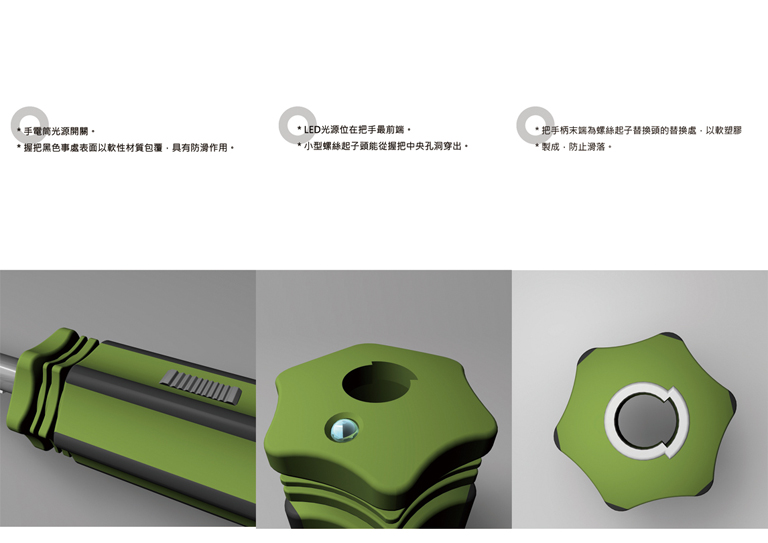 * 手電筒光源開關。
* 握把黑色事處表面以軟性材質包覆，具有防滑作用。
* LED光源位在把手最前端。
* 小型螺絲起子頭能從握把中央孔洞穿出。
* 把手柄末端為螺絲起子替換頭的替換處，以軟塑膠
* 製成，防止滑落。